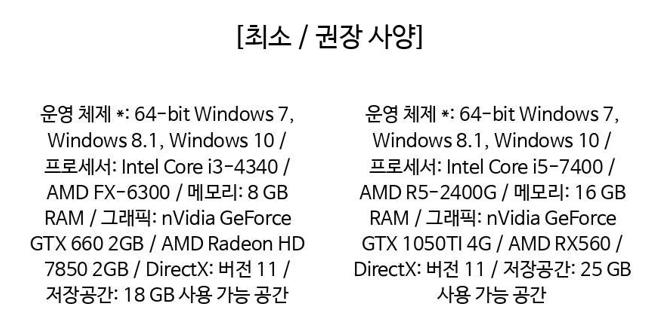 [최소 / 권장 사양]
운영 체제 *: 64-bit Windows 7,
Windows 8.1, Windows 10 /
프로세서: Intel Core i3-4340 /
AMD FX-6300 / 메모리: 8 GB
RAM / 그래픽: nVidia GeForce
GTX 660 2GB / AMD Radeon HD
7850 2GB / DirectX: 버전 11 /
저장공간: 18 GB 사용 가능 공간
운영 체제 *: 64-bit Windows 7,
Windows 8.1, Windows 10 /
프로세서: Intel Core i5-7400 /
AMD R5-2400G / 메모리: 16 GB
RAM / 그래픽: nVidia GeForce
GTX 1050TI 4G / AMD RX560 /
DirectX: 버전 11 / 저장공간: 25 GB
사용 가능 공간